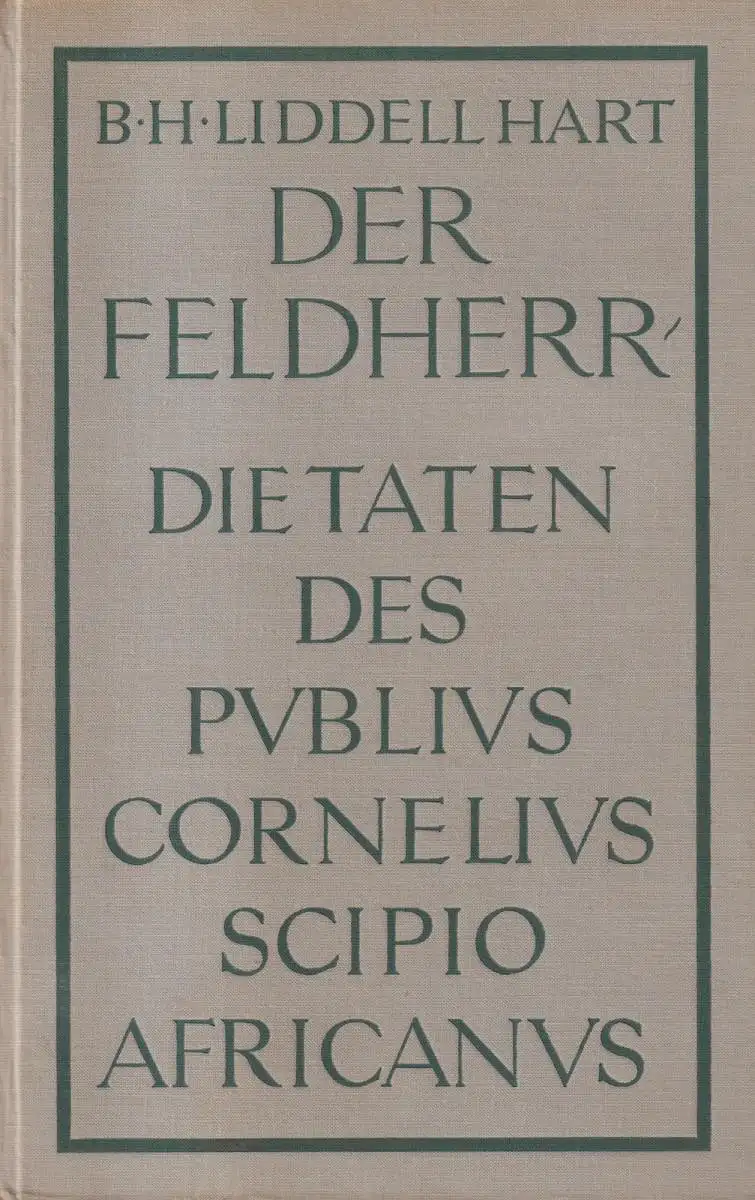 B·H·LIDDELL HART
DER
FELDHERR
DIE TATEN
DES
PVBLIVS
CORNELIVS
SCIPIO
AFRICANVS